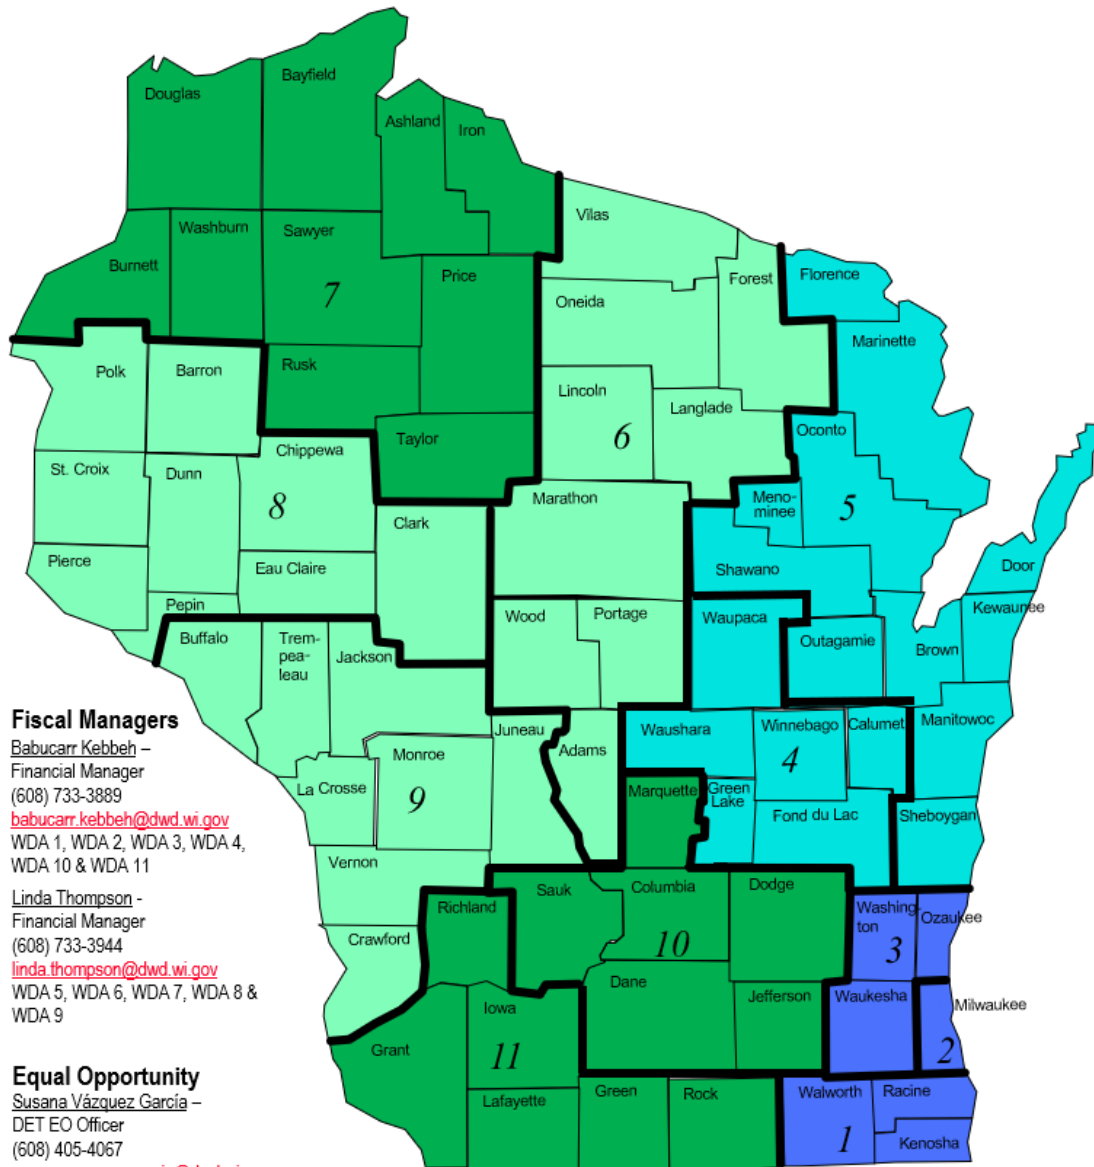 Bayfield
Douglas
Ashland
Iron
Vilas
Washburn
Sawyer
Burnett
Price
Forest
Florence
7
Oneida
Marinette
Polk
Barron
Rusk
Lincoln
Langlade
Taylor
6
Oconto
Chippewa
St. Croix
Dunn
8
Marathon
Meno-
minee
5
Clark
Pierce
Eau Claire
Shawano
Door
Pepin
Wood
Portage
Waupaca
Kewaunee
Buffalo
Trem-
pea-
leau
Jackson
Outagamie
Brown
Juneau
Adams
Waushara
Winnebago
Calumet
Manitowoc
Monroe
4
La Crosse
9
Marquette
Green
Lake
Fond du Lac
Sheboygan
Vernon
Sauk
Columbia
Dodge
Richland
Washing-
ton
Ozaukee
Crawford
10
3
Dane
Jefferson
Waukesha
Milwaukee
Iowa
Grant
11
2
Lafayette
Green
Rock
Walworth
Racine
1
Kenosha
Fiscal Managers
Babucarr Kebbeh –
Financial Manager
(608) 733-3889
babucarr.kebbeh@dwd.wi.gov
WDA 1, WDA 2, WDA 3, WDA 4,
WDA 10 & WDA 11
Linda Thompson -
Financial Manager
(608) 733-3944
linda.thompson@dwd.wi.gov
WDA 5, WDA 6, WDA 7, WDA 8 &
WDA 9
Equal Opportunity
Susana Vázquez García –
DET EO Officer
(608) 405-4067